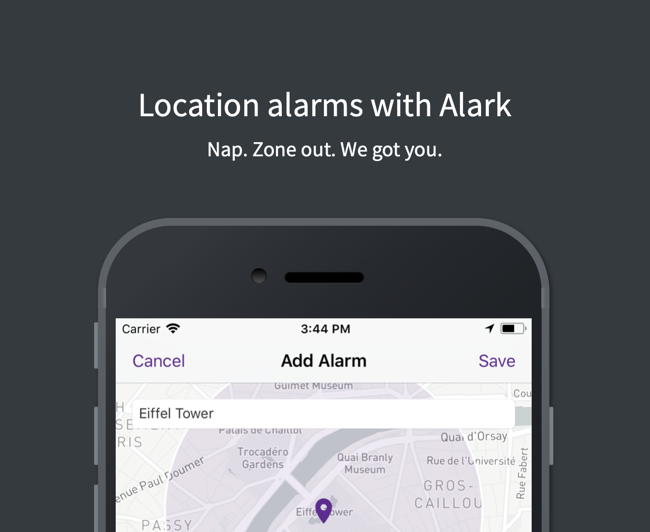 Location alarms with Alark
Nap. Zone out. We got you.
Carrier 3:44 PM
Cancel Add Alarm Save
Guimet Museum
Cou
Eiffel Tower
Palais de Chaillot
Quai d'Orsay
RIS
Trocadéro
Gardens
Quai Branly
Museum
Rue de l'Université
Rue Fabert
enue Paul Doumer
GROS-
CAILLOU
Eiffel Tower
PASSY